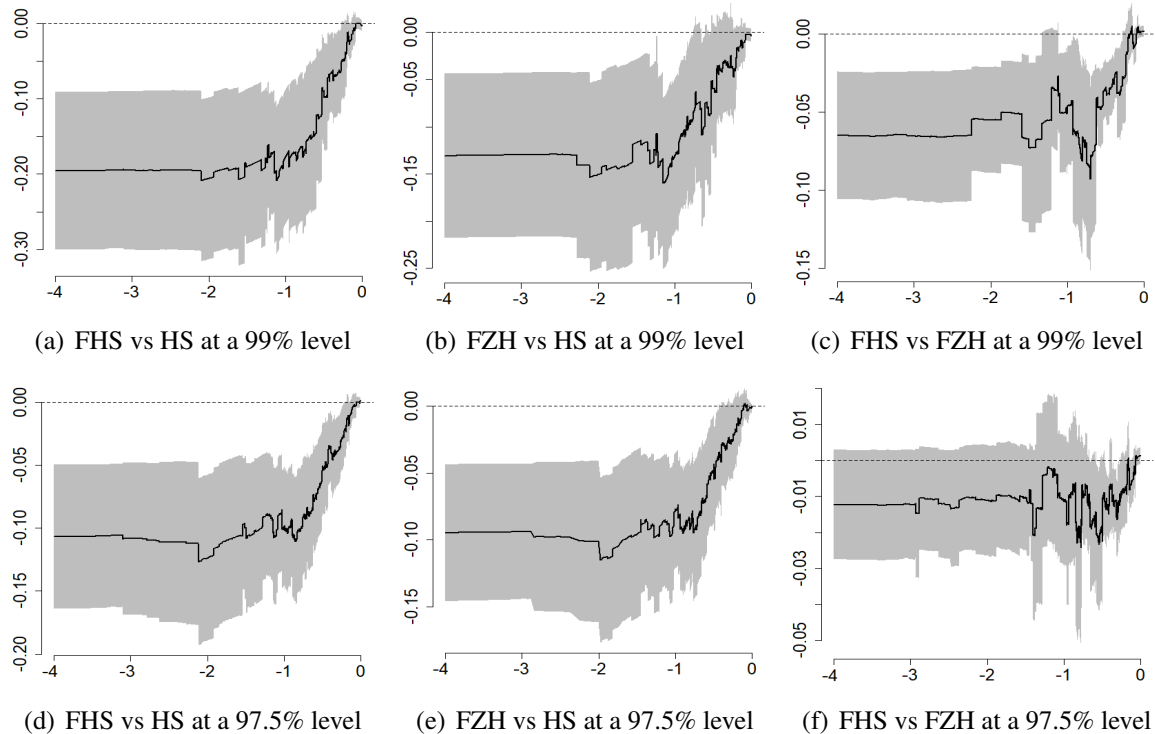 0.00
-0.10
-0.20
-0.30
-4 -3 -2 -1 0
(a) FHS vs HS at a 99% level
0.00
-0.05
-0.15
-0.25
-4 -3 -2 -1 0
(b) FZH vs HS at a 99% level
0.00
-0.05
-0.10
-0.15
-4 -3 -2 -1 0
(c) FHS vs FZH at a 99% level
0.00
-0.05
-0.10
-0.15
-0.20
-4 -3 -2 -1 0
(d) FHS vs HS at a 97.5% level
0.00
-0.05
-0.10
-0.15
-4 -3 -2 -1 0
(e) FZH vs HS at a 97.5% level
0.01
-0.01
-0.03
-0.05
-4 -3 -2 -1 0
(f) FHS vs FZH at a 97.5% level